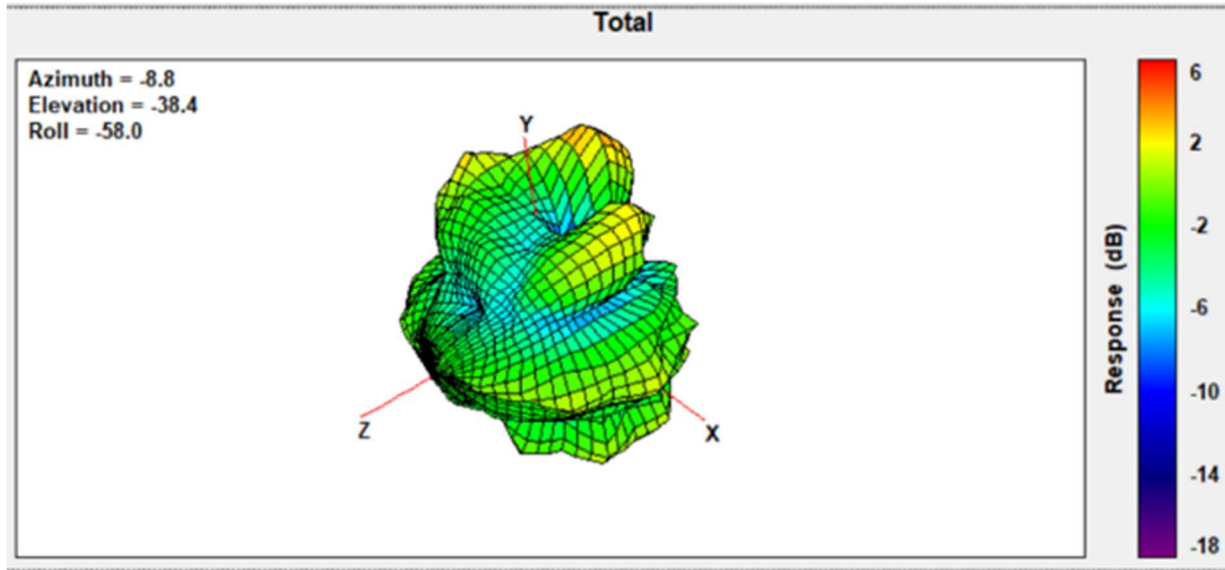 Total
Azimuth = -8.8
Elevation = -38.4
Roll = -58.0
Y
Z
X
Response (dB)
6
2
-2
-6
-10
-14
-18